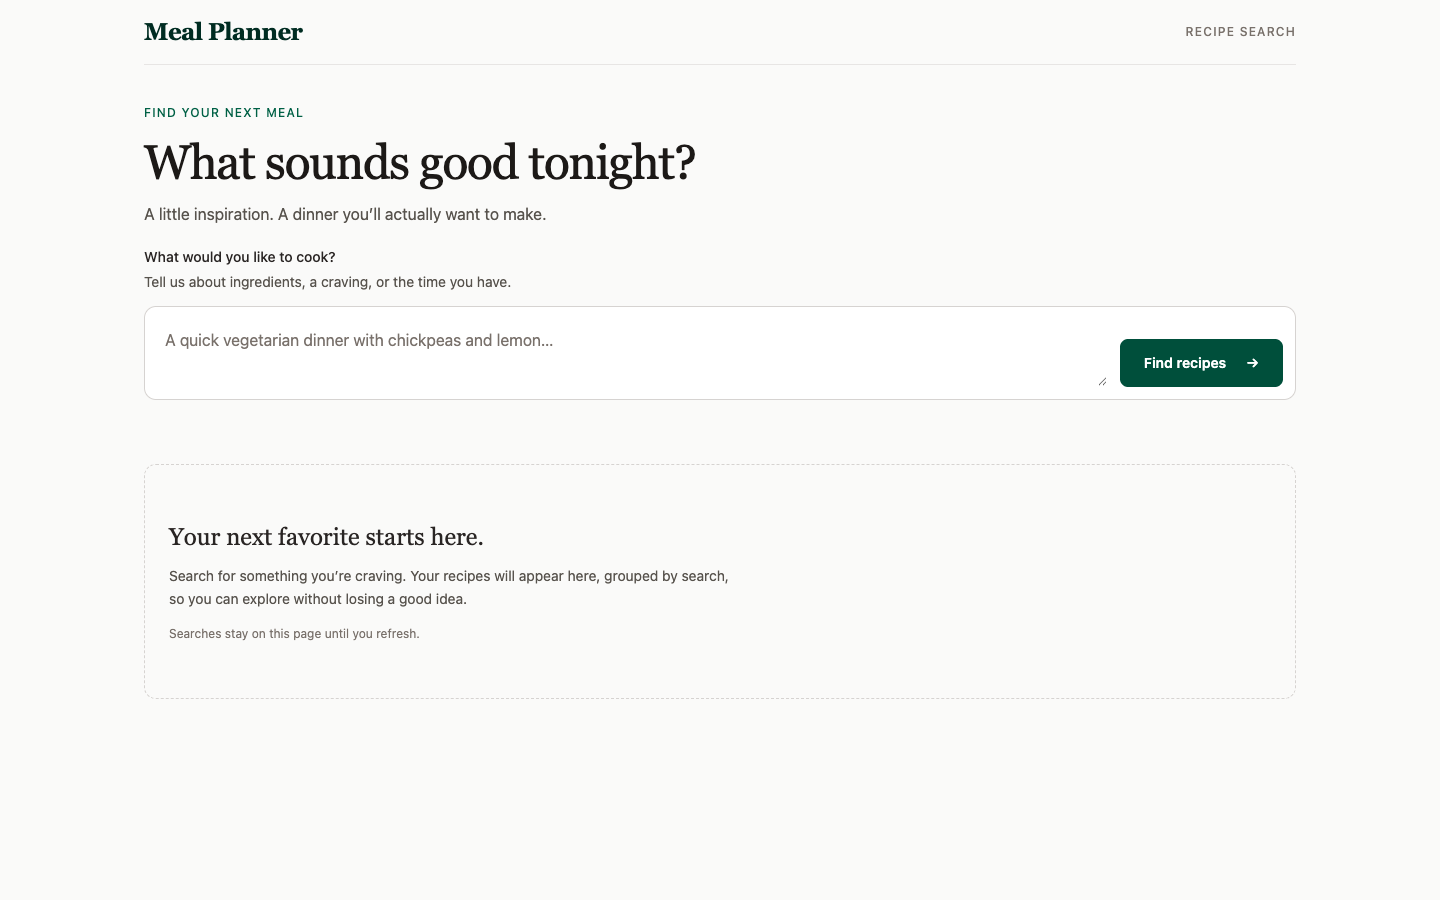 Meal Planner
RECIPE SEARCH
FIND YOUR NEXT MEAL
What sounds good tonight?
A little inspiration. A dinner you’ll actually want to make.
What would you like to cook?
Tell us about ingredients, a craving, or the time you have.
A quick vegetarian dinner with chickpeas and lemon...
Find recipes →
Your next favorite starts here.
Search for something you’re craving. Your recipes will appear here, grouped by search,
so you can explore without losing a good idea.
Searches stay on this page until you refresh.